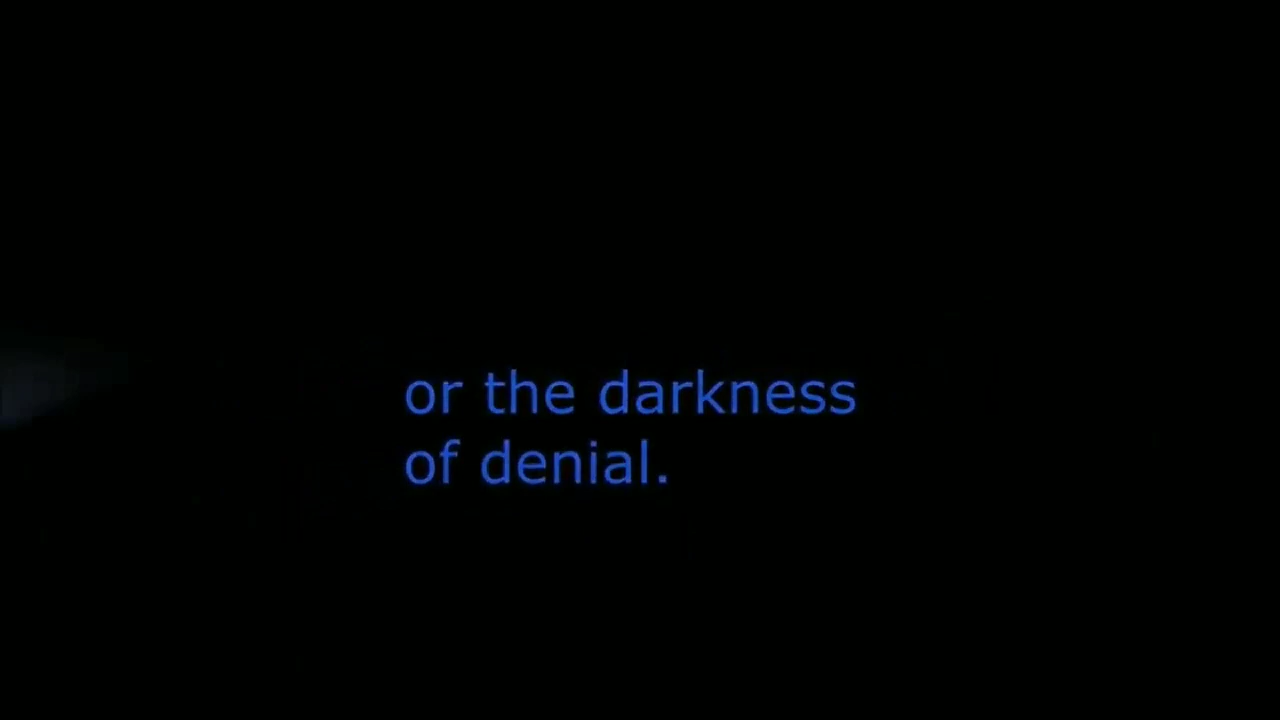 or the darkness
of denial.